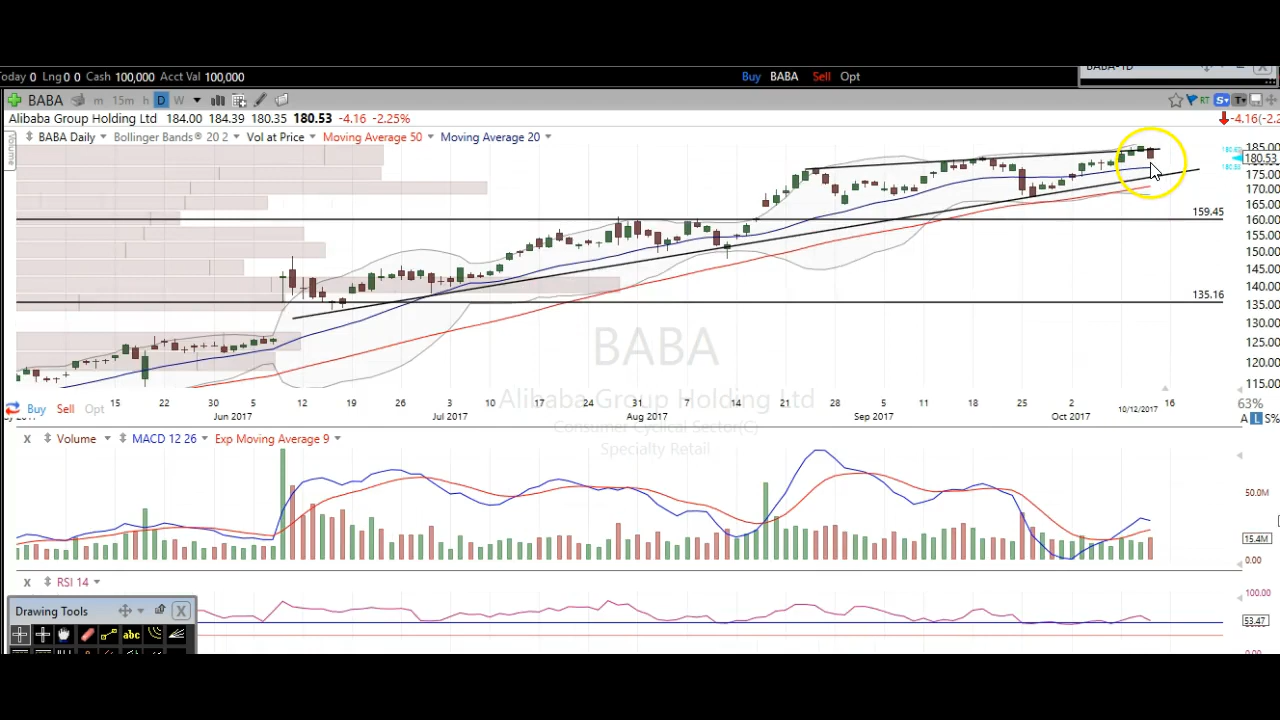 Today 0 Lng 0 0 Cash 100,000 Acct Val 100,000 Buy BABA Sell Opt
BABA m 15m h D W RT S T
Alibaba Group Holding Ltd 184.00 184.39 180.35 180.53 -4.16 -2.25% -4.16
BABA Daily Bollinger Bands® 20 2 Vol at Price Moving Average 50 Moving Average 20
Volume
185.00
180.53
175.00
170.00
165.00
160.00
155.00
150.00
145.00
140.00
135.00
130.00
125.00
120.00
115.00
159.45
135.16
BABA
Alibaba Group Holding Ltd
Consumer Cyclical Sector(C)
Specialty Retail
Buy Sell Opt
15 22 30 5 12 19 26 3 10 17 24 31 7 14 21 28 5 11 18 25 2 16
Jun 2017 Jul 2017 Aug 2017 Sep 2017 Oct 2017 10/12/2017
63%
A L S%
X Volume MACD 12 26 Exp Moving Average 9
50.0M
15.4M
0.00
X RSI 14
100.00
53.47
0.00
Drawing Tools X
abc